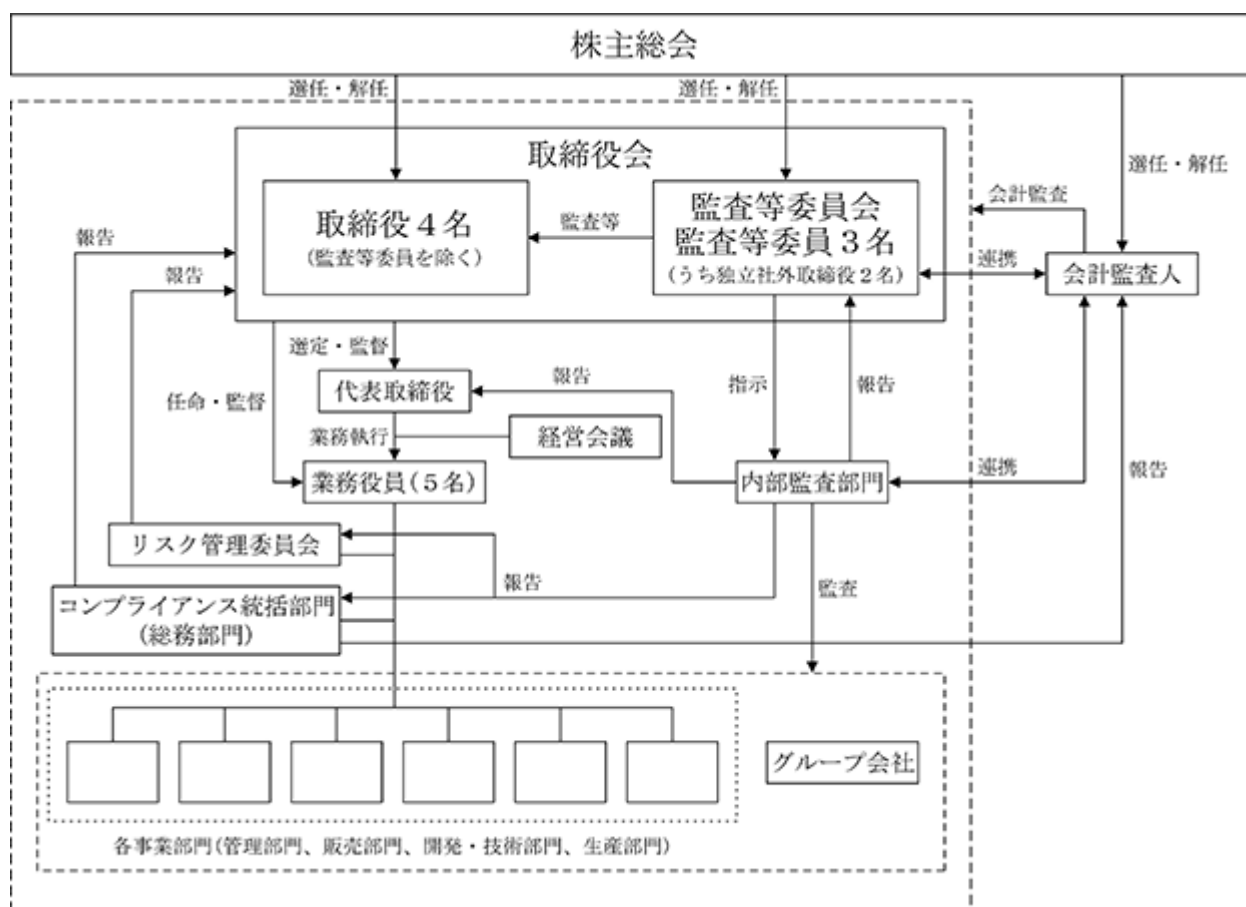 株主総会
選任・解任
選任・解任
選任・解任
取締役会
取締役4名
(監査等委員を除く)
監査等
監査等委員会
監査等委員3名
(うち独立社外取締役2名)
会計監査
連携
会計監査人
報告
報告
選定・監督
任命・監督
代表取締役
報告
指示
報告
業務執行
経営会議
業務役員(5名)
内部監査部門
連携
報告
リスク管理委員会
報告
監査
コンプライアンス統括部門
(総務部門)
グループ会社
各事業部門(管理部門、販売部門、開発・技術部門、生産部門)